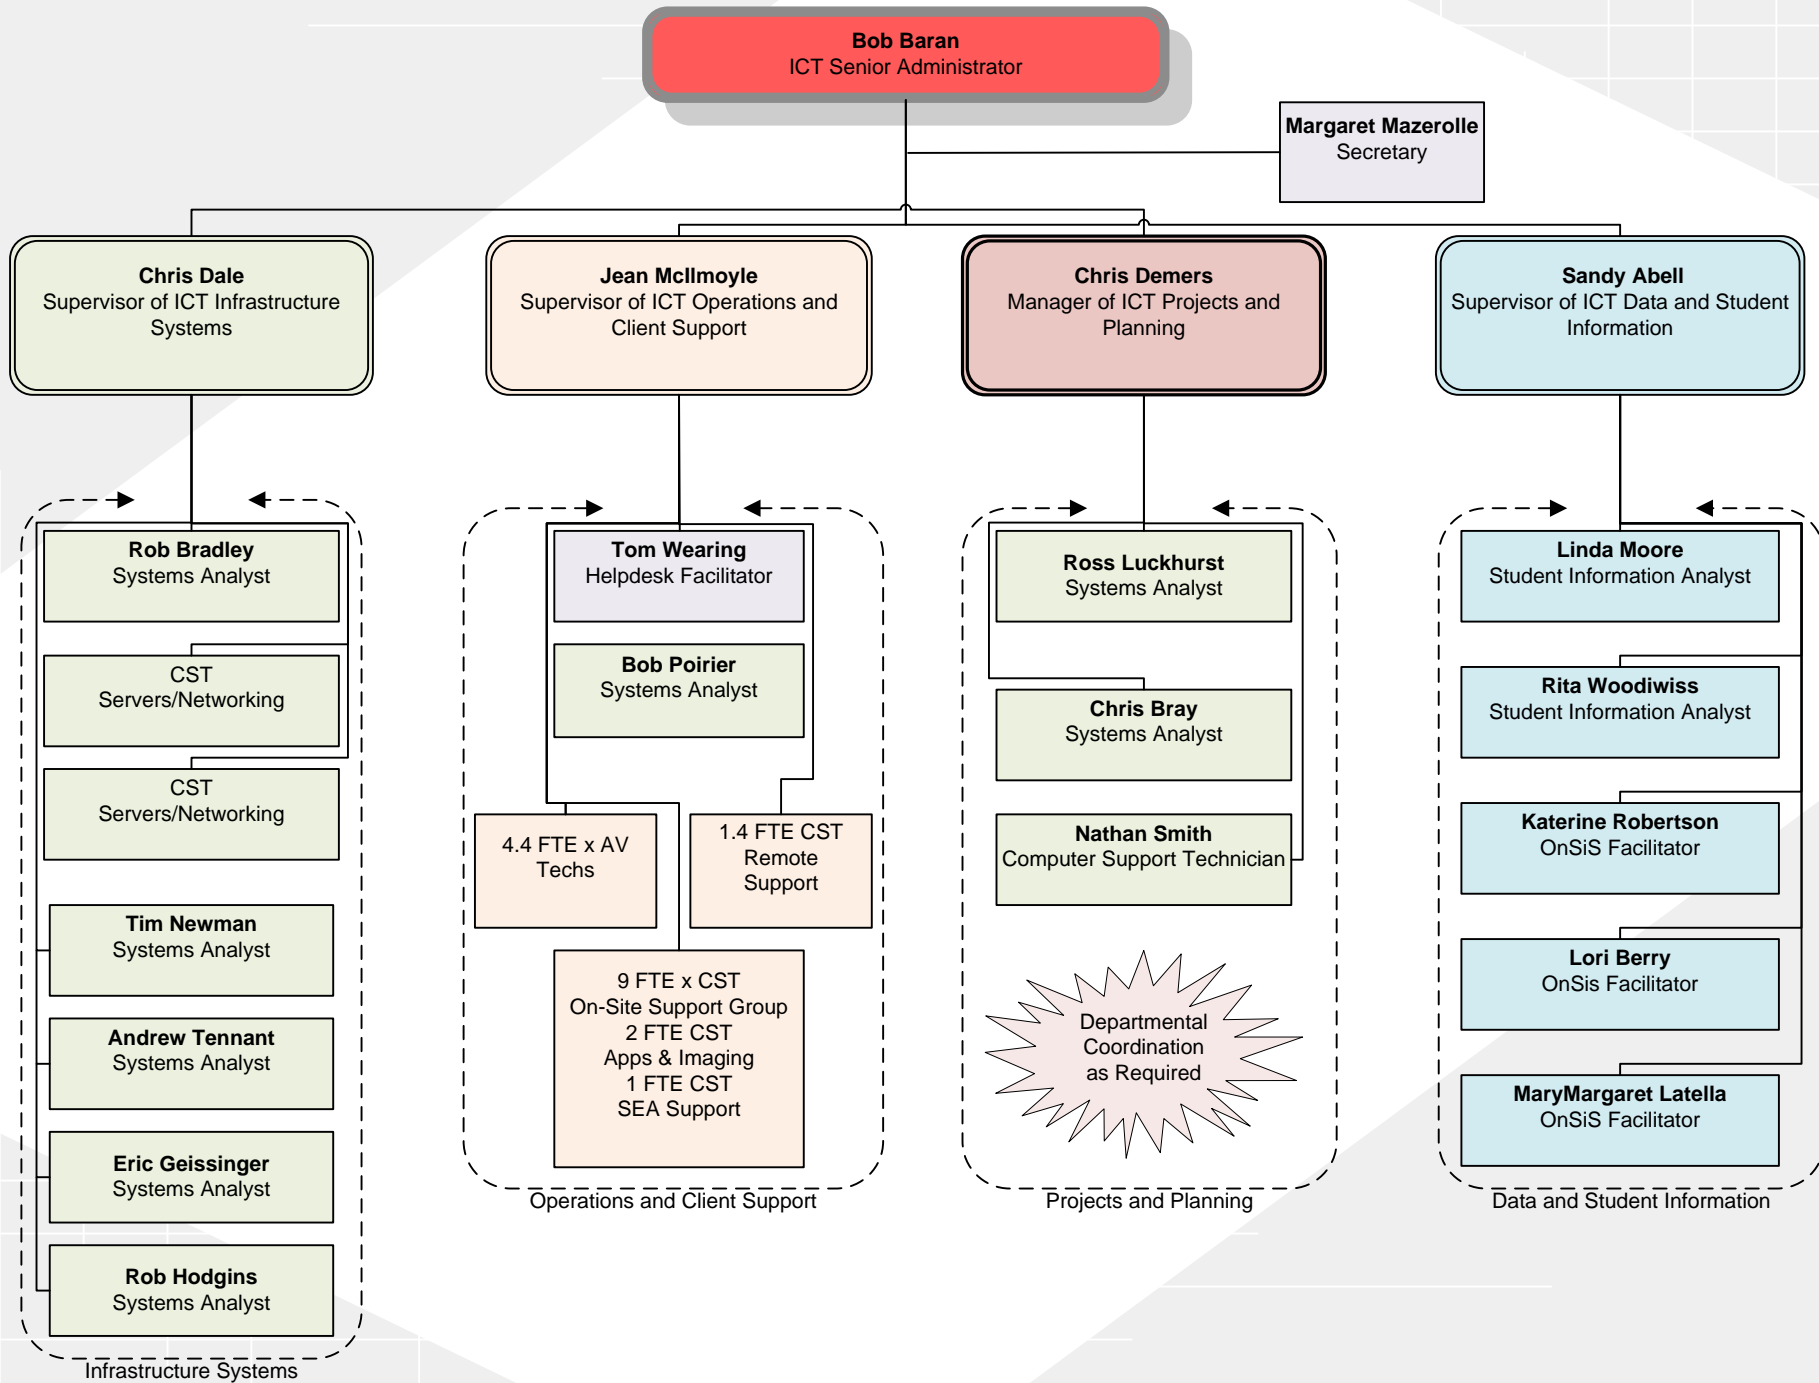 Bob Baran
ICT Senior Administrator
Margaret Mazerolle
Secretary
Chris Dale
Supervisor of ICT Infrastructure
Systems
Jean McIlmoyle
Supervisor of ICT Operations and
Client Support
Chris Demers
Manager of ICT Projects and
Planning
Sandy Abell
Supervisor of ICT Data and Student
Information
Rob Bradley
Systems Analyst
CST
Servers/Networking
CST
Servers/Networking
Tim Newman
Systems Analyst
Andrew Tennant
Systems Analyst
Eric Geissinger
Systems Analyst
Rob Hodgins
Systems Analyst
Infrastructure Systems
Tom Wearing
Helpdesk Facilitator
Bob Poirier
Systems Analyst
4.4 FTE x AV
Techs
1.4 FTE CST
Remote
Support
9 FTE x CST
On-Site Support Group
2 FTE CST
Apps & Imaging
1 FTE CST
SEA Support
Operations and Client Support
Ross Luckhurst
Systems Analyst
Chris Bray
Systems Analyst
Nathan Smith
Computer Support Technician
Departmental
Coordination
as Required
Projects and Planning
Linda Moore
Student Information Analyst
Rita Woodiwiss
Student Information Analyst
Katerine Robertson
OnSiS Facilitator
Lori Berry
OnSis Facilitator
MaryMargaret Latella
OnSiS Facilitator
Data and Student Information